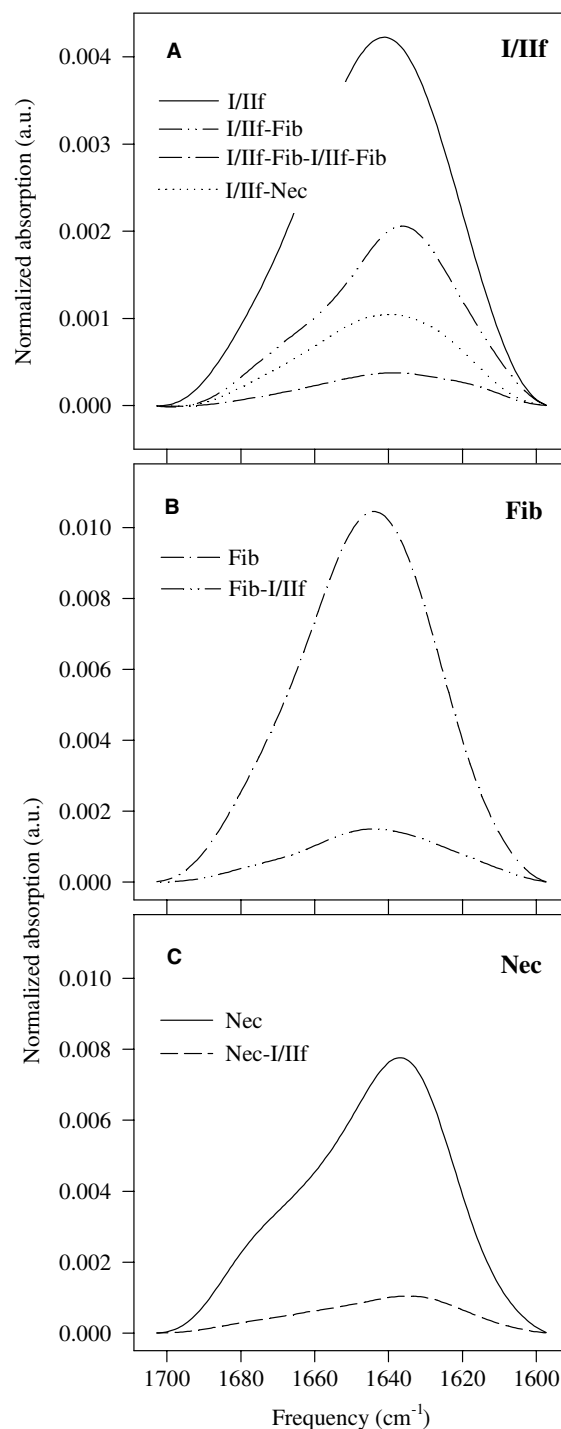 A
I/IIf
0.004
0.003
0.002
0.001
0.000
I/IIf
I/IIf-Fib
I/IIf-Fib-I/IIf-Fib
I/IIf-Nec
Normalized absorption (a.u.)
B
Fib
0.010
0.008
0.006
0.004
0.002
0.000
Fib
Fib-I/IIf
Normalized absorption (a.u.)
C
Nec
0.010
0.008
0.006
0.004
0.002
0.000
Nec
Nec-I/IIf
1700 1680 1660 1640 1620 1600
Frequency (cm⁻¹)